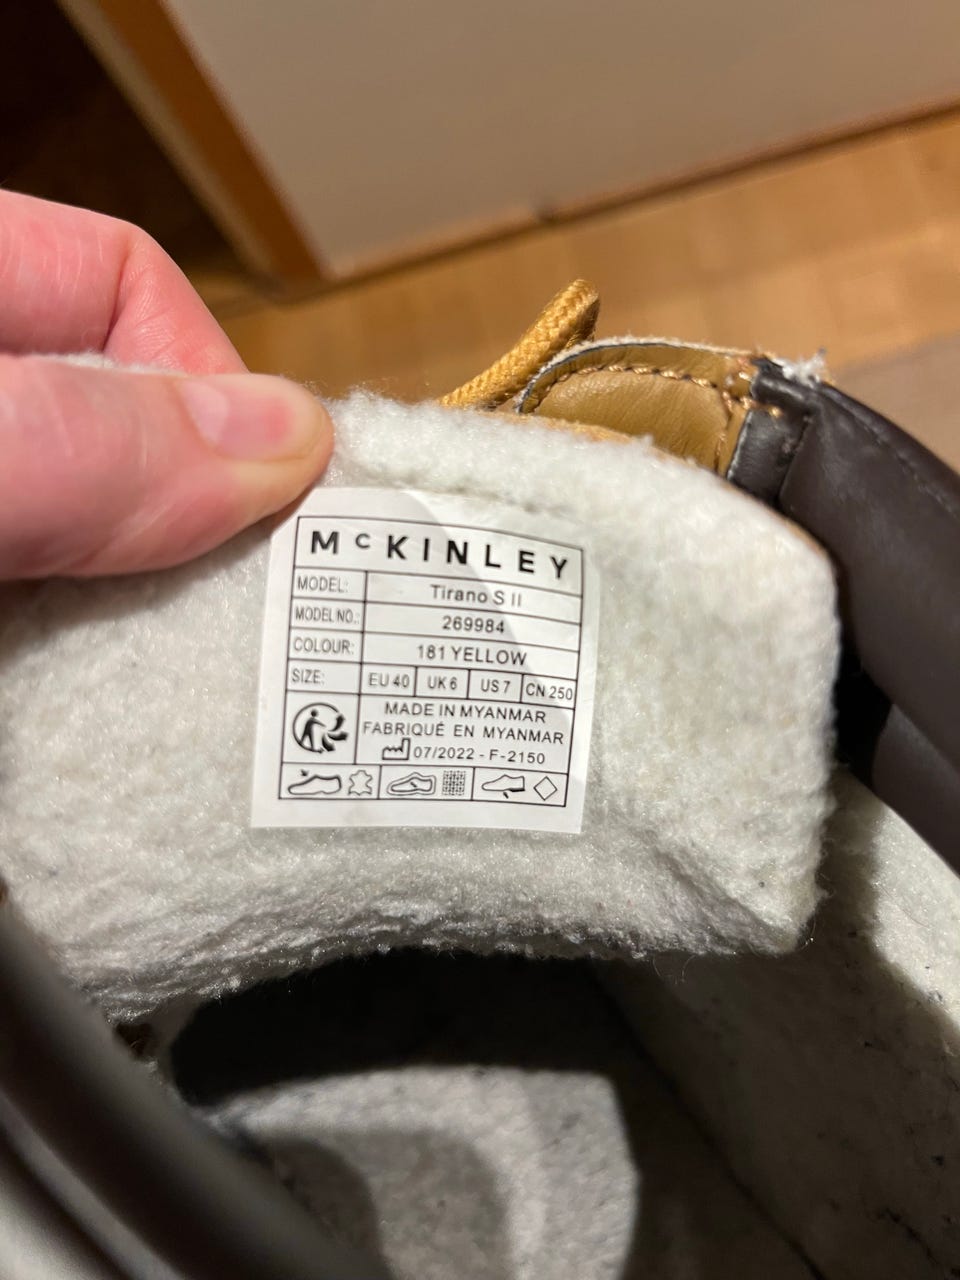 McKINLEY
MODEL: Tirano S II
MODEL NO.: 269984
COLOUR: 181 YELLOW
SIZE: EU 40 UK 6 US 7 CN 250
MADE IN MYANMAR
FABRIQUÉ EN MYANMAR
07/2022 - F-2150